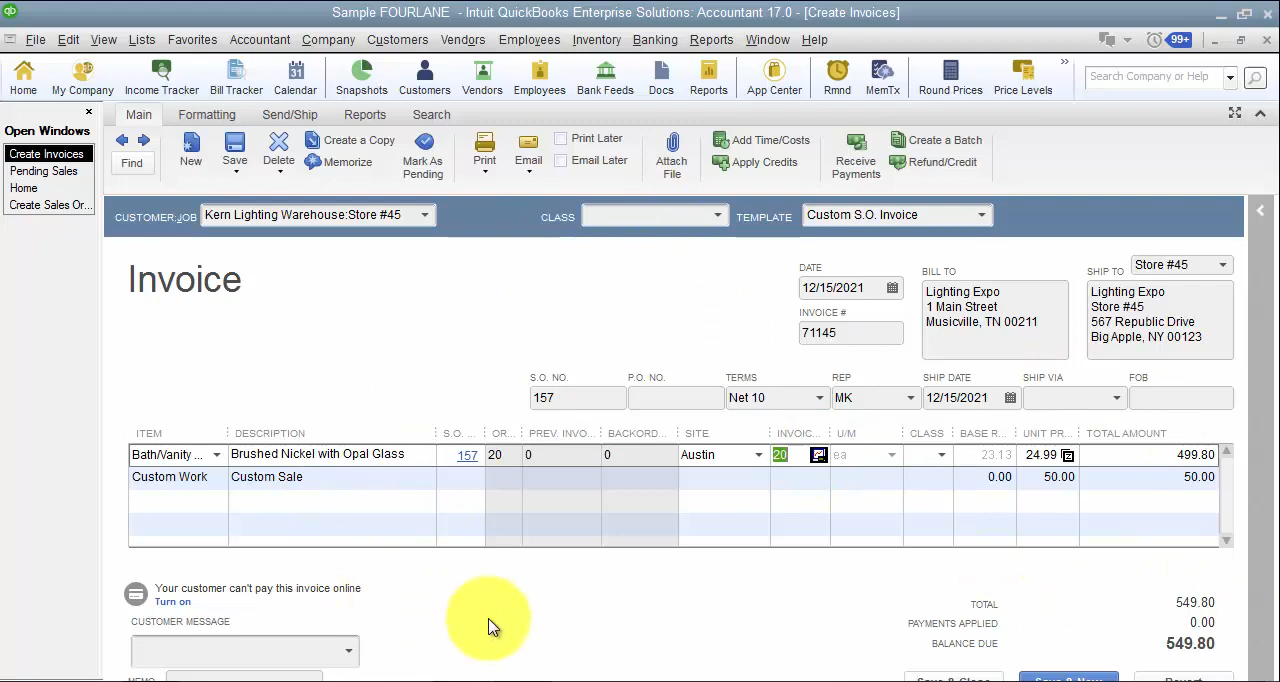 Sample FOURLANE - Intuit QuickBooks Enterprise Solutions: Accountant 17.0 - [Create Invoices]
File Edit View Lists Favorites Accountant Company Customers Vendors Employees Inventory Banking Reports Window Help 99+
Home My Company Income Tracker Bill Tracker Calendar Snapshots Customers Vendors Employees Bank Feeds Docs Reports App Center Rmnd MemTx Round Prices Price Levels Search Company or Help
Open Windows
Create Invoices
Pending Sales
Home
Create Sales Or...
Main Formatting Send/Ship Reports Search
Find
New
Save
Delete
Create a Copy
Memorize
Mark As
Pending
Print
Email
Print Later
Email Later
Attach
File
Add Time/Costs
Apply Credits
Receive
Payments
Create a Batch
Refund/Credit
CUSTOMER:JOB Kern Lighting Warehouse:Store #45 CLASS TEMPLATE Custom S.O. Invoice
Invoice
DATE
12/15/2021
INVOICE #
71145
BILL TO
Lighting Expo
1 Main Street
Musicville, TN 00211
SHIP TO Store #45
Lighting Expo
Store #45
567 Republic Drive
Big Apple, NY 00123
S.O. NO. P.O. NO. TERMS REP SHIP DATE SHIP VIA FOB
157 Net 10 MK 12/15/2021
ITEM DESCRIPTION S.O. ... OR... PREV. INVO... BACKORD... SITE INVOIC... U/M CLASS BASE R... UNIT PR... TOTAL AMOUNT
Bath/Vanity ... Brushed Nickel with Opal Glass 157 20 0 0 Austin 20 ea 23.13 24.99 499.80
Custom Work Custom Sale 0.00 50.00 50.00
Your customer can't pay this invoice online
Turn on
CUSTOMER MESSAGE
TOTAL 549.80
PAYMENTS APPLIED 0.00
BALANCE DUE 549.80
MEMO
Save & Close Save & New Revert